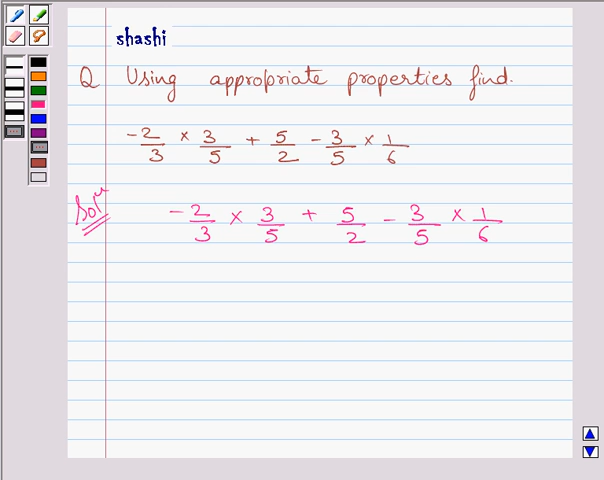 shashi
Q Using appropriate properties find.
-2/3 × 3/5 + 5/2 - 3/5 × 1/6
Solⁿ -2/3 × 3/5 + 5/2 - 3/5 × 1/6